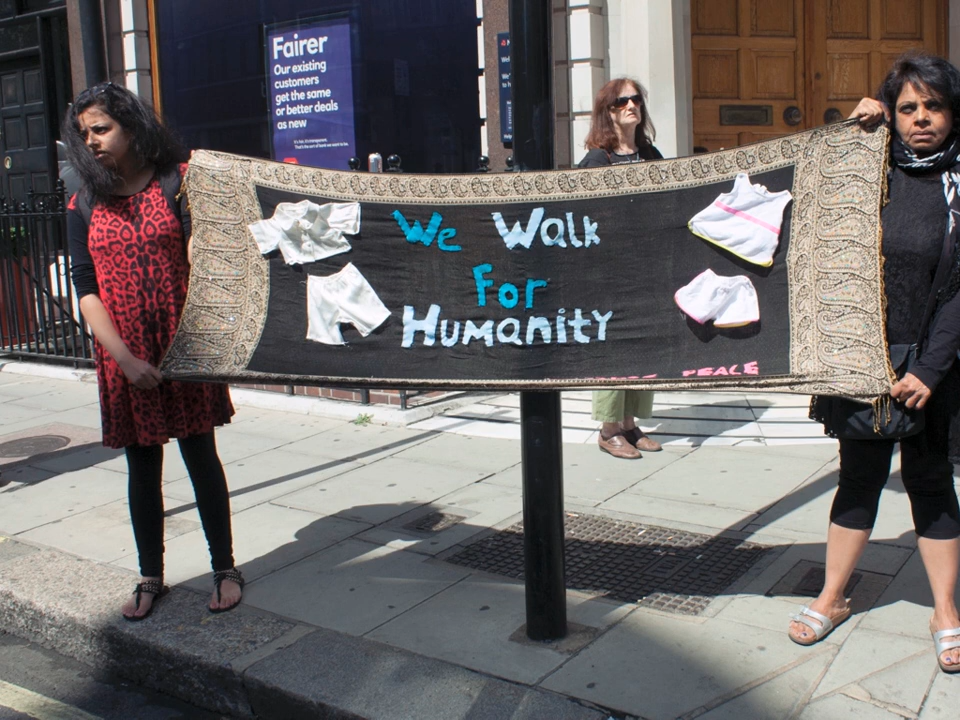 Fairer
Our existing
customers
get the same
or better deals
as new
We Walk
For
Humanity
PEACE